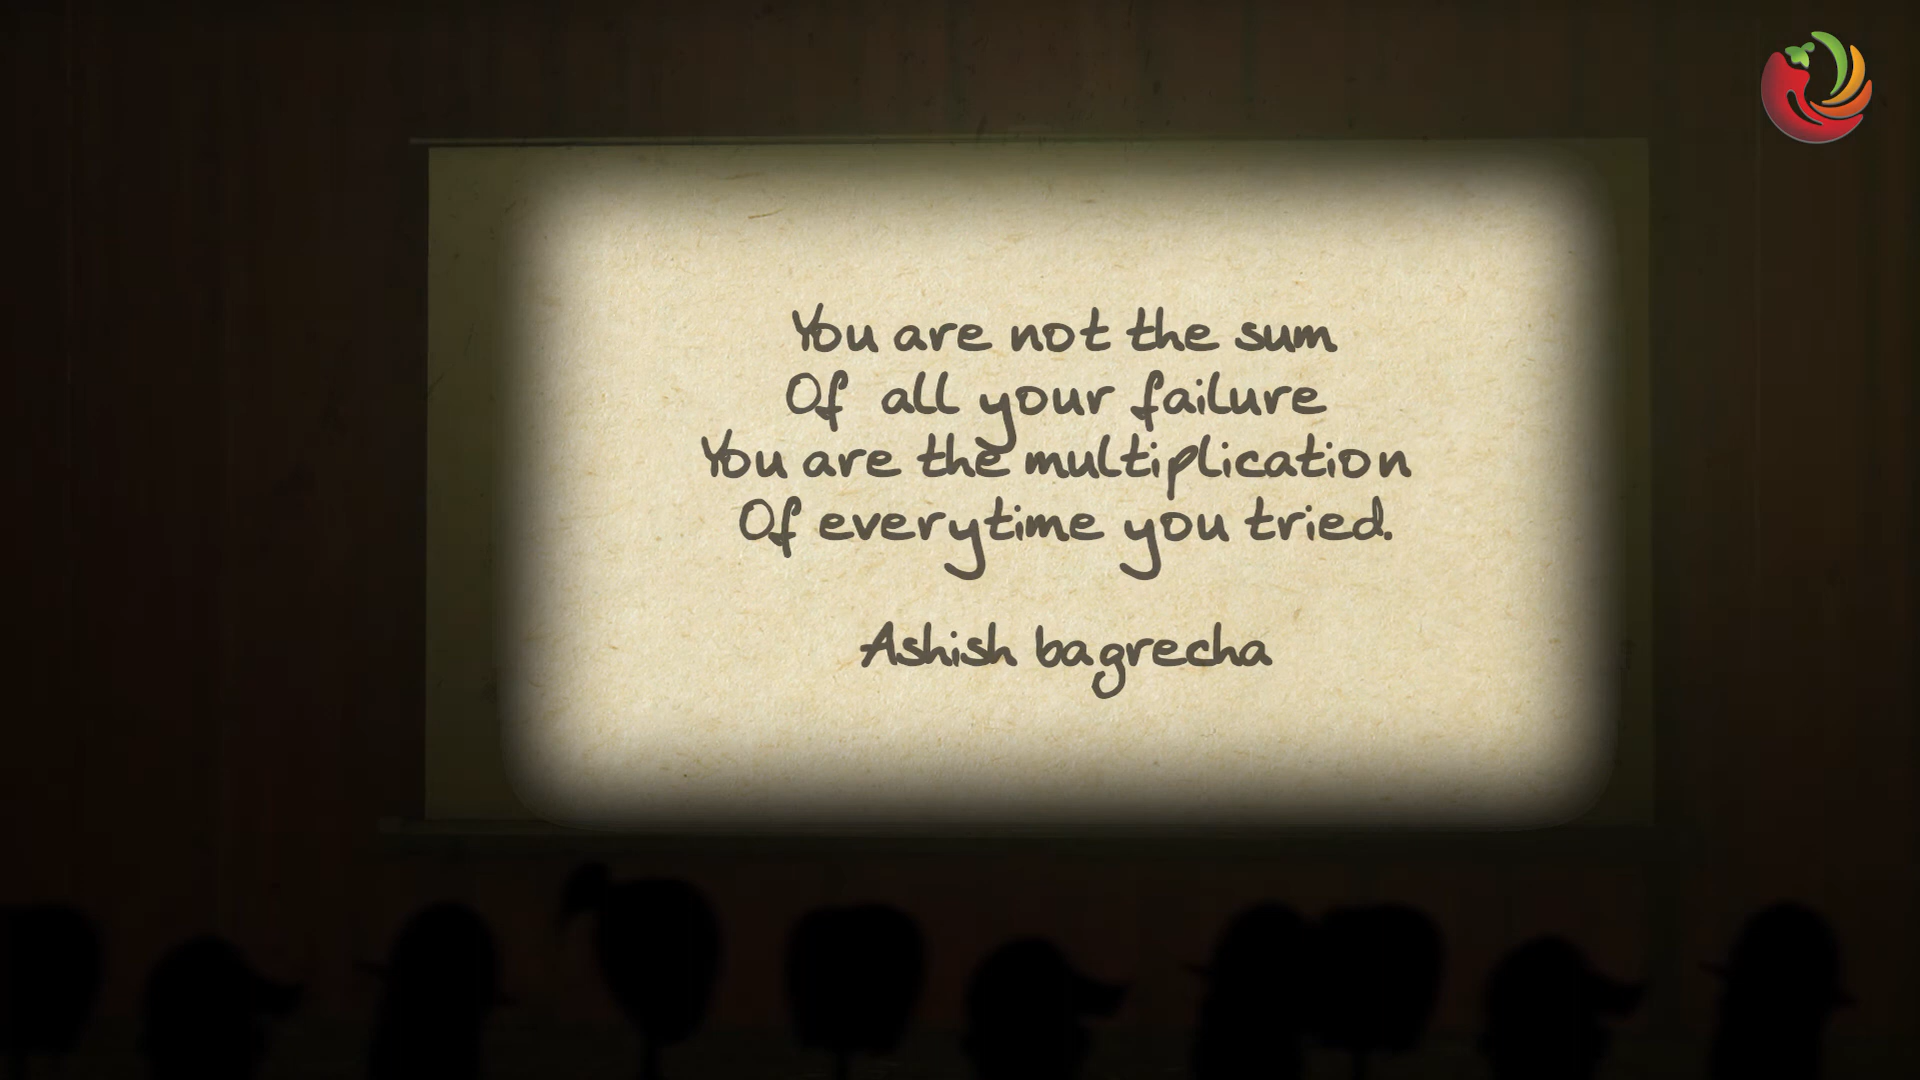 You are not the sum
Of all your failure
You are the multiplication
Of everytime you tried.
Ashish bagrecha